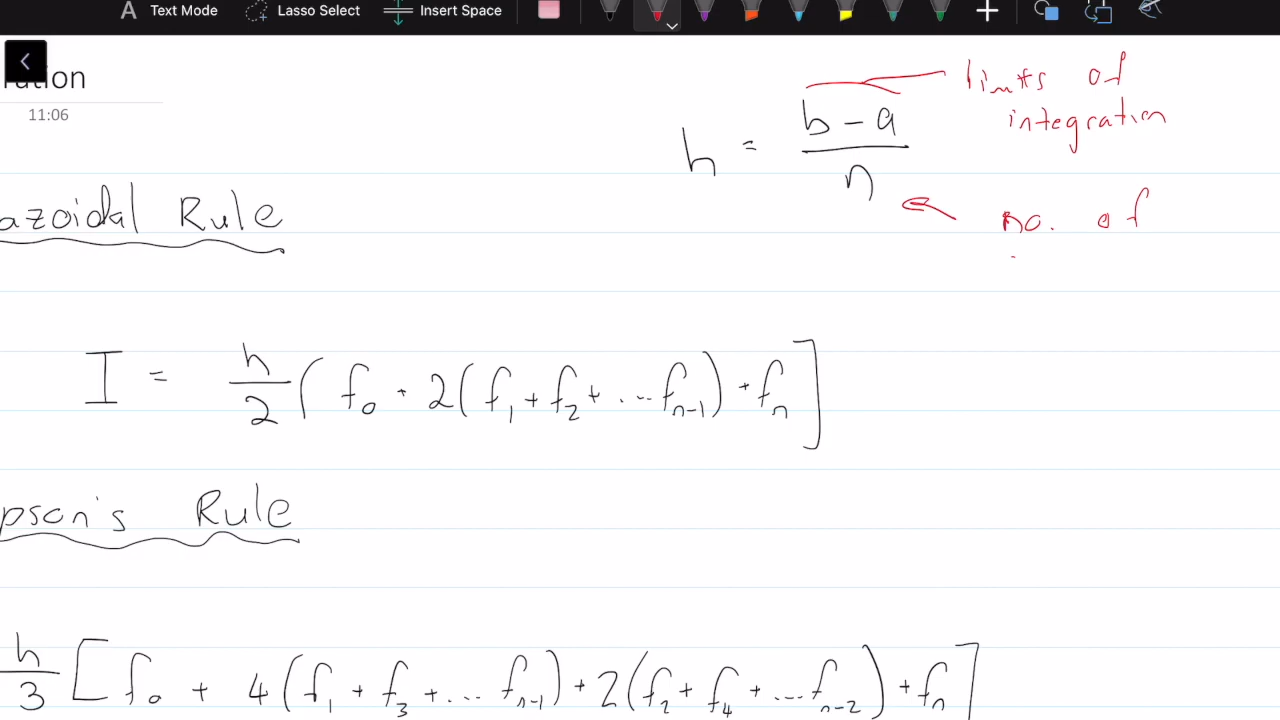 Text Mode Lasso Select Insert Space
ration
11:06
h = b - a / n
limits of
integration
no. of
azoidal Rule
I = h/2 ( f₀ + 2(f₁ + f₂ + ... fₙ₋₁) + fₙ ]
pson's Rule
h/3 [ f₀ + 4(f₁ + f₃ + ... fₙ₋₁) + 2(f₂ + f₄ + ... fₙ₋₂) + fₙ ]